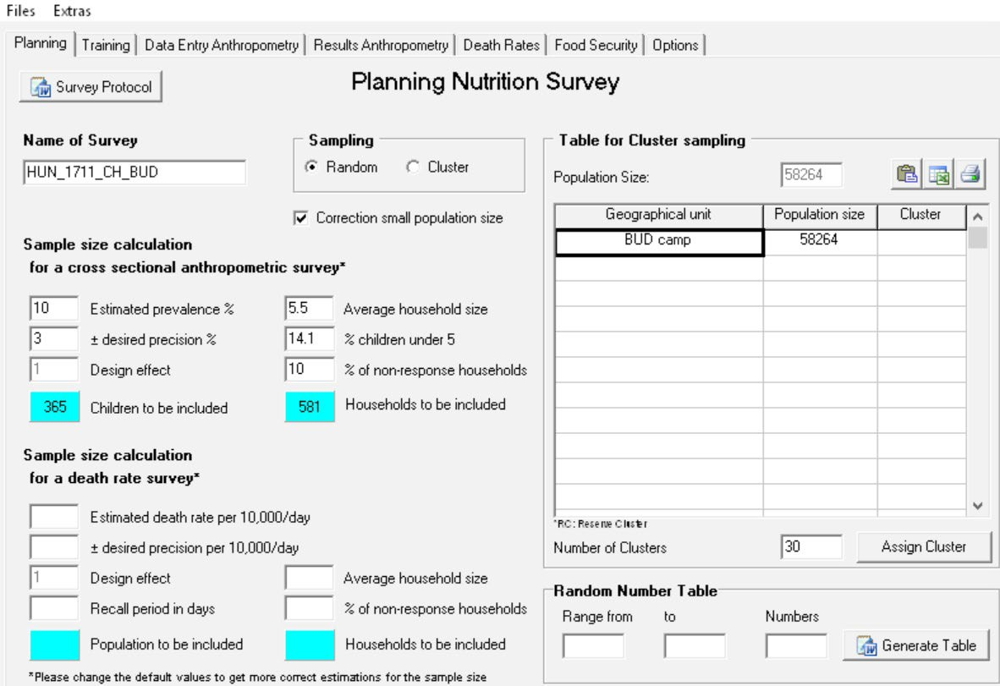 Files Extras
Planning Training Data Entry Anthropometry Results Anthropometry Death Rates Food Security Options
Survey Protocol
Planning Nutrition Survey
Name of Survey
HUN_1711_CH_BUD
Sampling
Random Cluster
Correction small population size
Sample size calculation
for a cross sectional anthropometric survey*
10 Estimated prevalence % 5.5 Average household size
3 ± desired precision % 14.1 % children under 5
1 Design effect 10 % of non-response households
365 Children to be included 581 Households to be included
Sample size calculation
for a death rate survey*
Estimated death rate per 10,000/day
± desired precision per 10,000/day
1 Design effect Average household size
Recall period in days % of non-response households
Population to be included Households to be included
*Please change the default values to get more correct estimations for the sample size
Table for Cluster sampling
Population Size: 58264
Geographical unit Population size Cluster
BUD camp 58264
*RC: Reserve Cluster
Number of Clusters 30 Assign Cluster
Random Number Table
Range from to Numbers
Generate Table